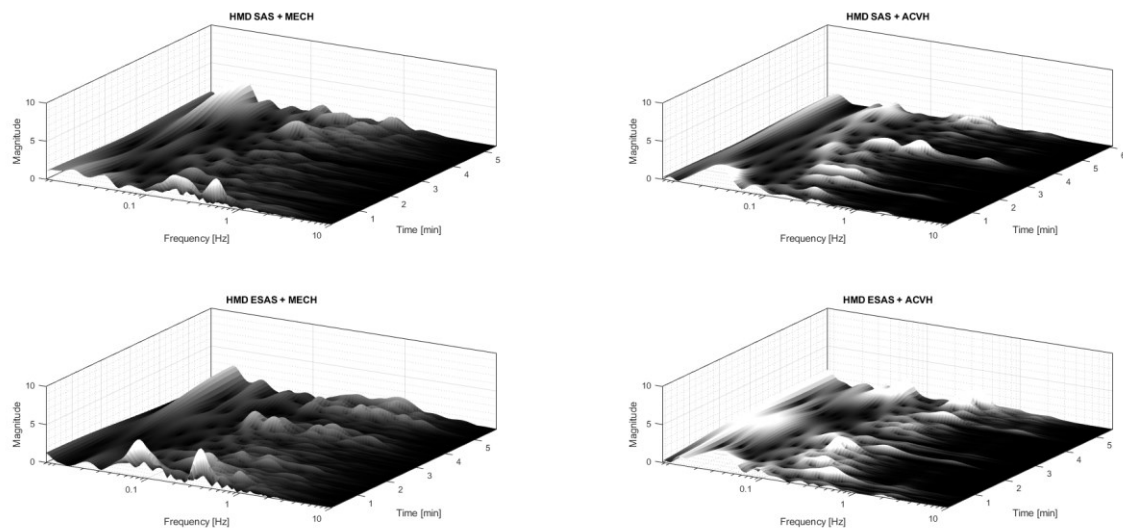 HMD SAS + MECH
10
5
0
Magnitude
0.1
1
10
Frequency [Hz]
1
2
3
4
5
Time [min]
HMD SAS + ACVH
10
5
0
Magnitude
0.1
1
10
Frequency [Hz]
1
2
3
4
5
6
Time [min]
HMD ESAS + MECH
10
5
0
Magnitude
0.1
1
10
Frequency [Hz]
1
2
3
4
5
Time [min]
HMD ESAS + ACVH
10
5
0
Magnitude
0.1
1
10
Frequency [Hz]
1
2
3
4
5
Time [min]